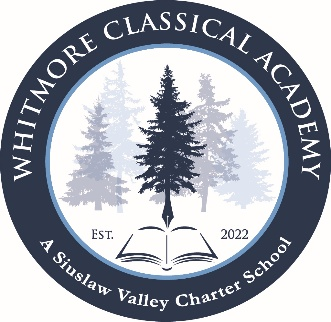 WHITMORE CLASSICAL ACADEMY
EST. 2022
A Siuslaw Valley Charter School